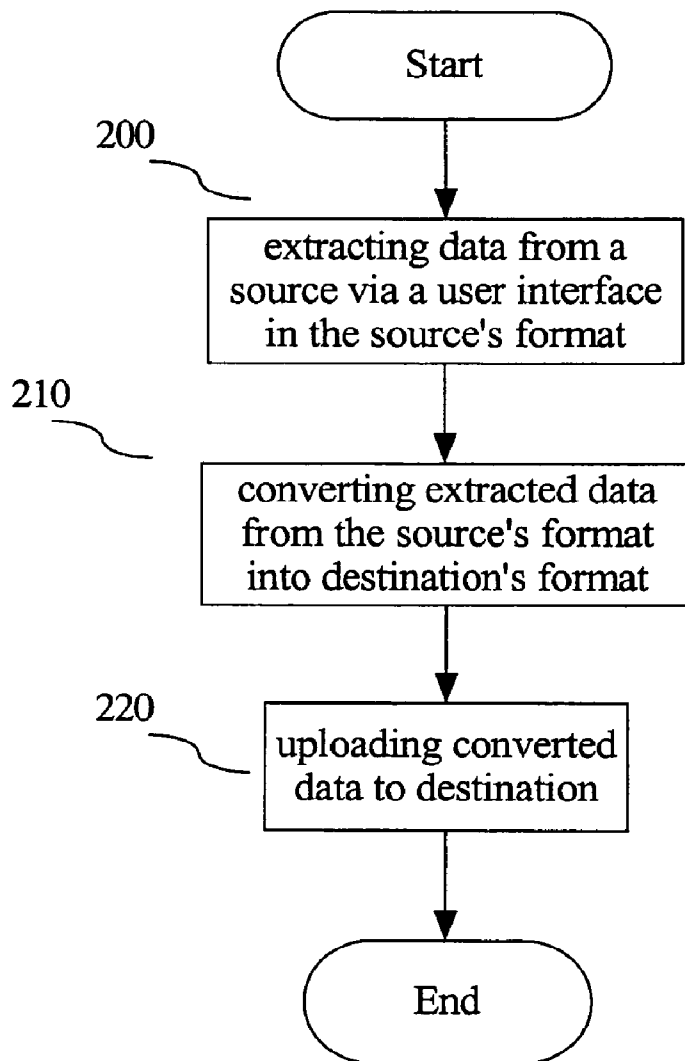 Start
200
extracting data from a
source via a user interface
in the source's format
210
converting extracted data
from the source's format
into destination's format
220
uploading converted
data to destination
End